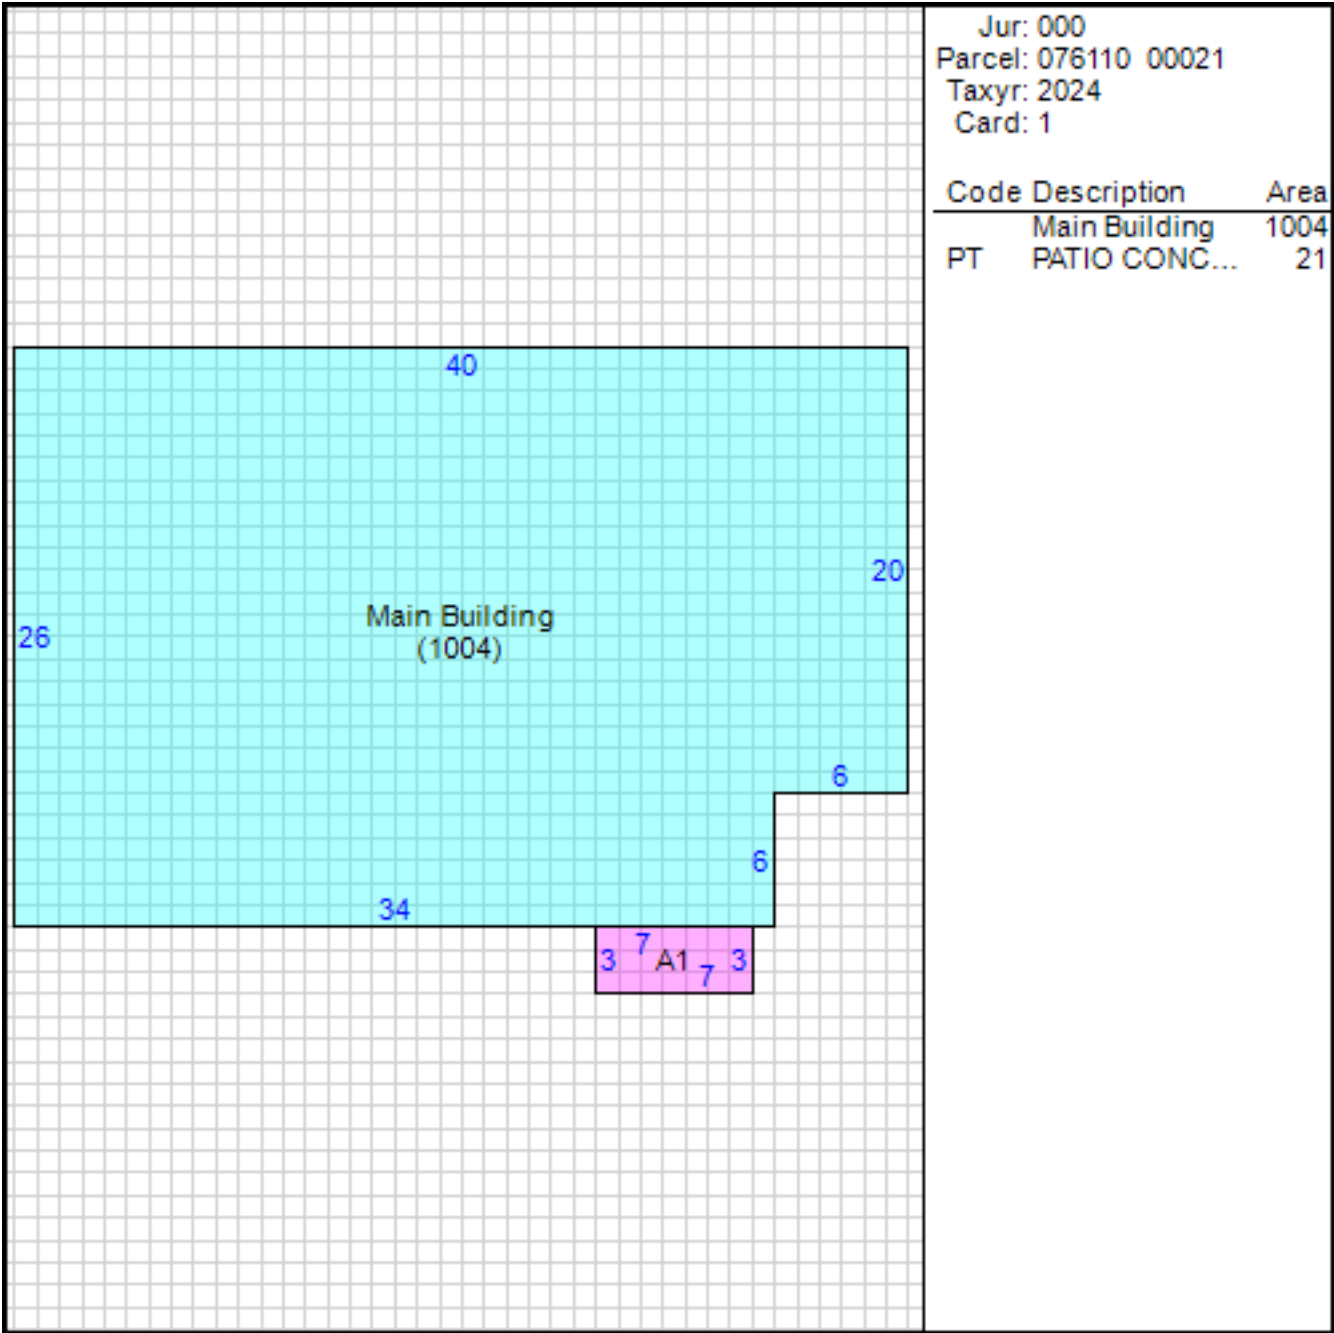 Jur: 000
Parcel: 076110 00021
Taxyr: 2024
Card: 1
Code Description Area
Main Building 1004
PT PATIO CONC... 21
40
20
26
Main Building
(1004)
6
6
34
3 7 A1 7 3